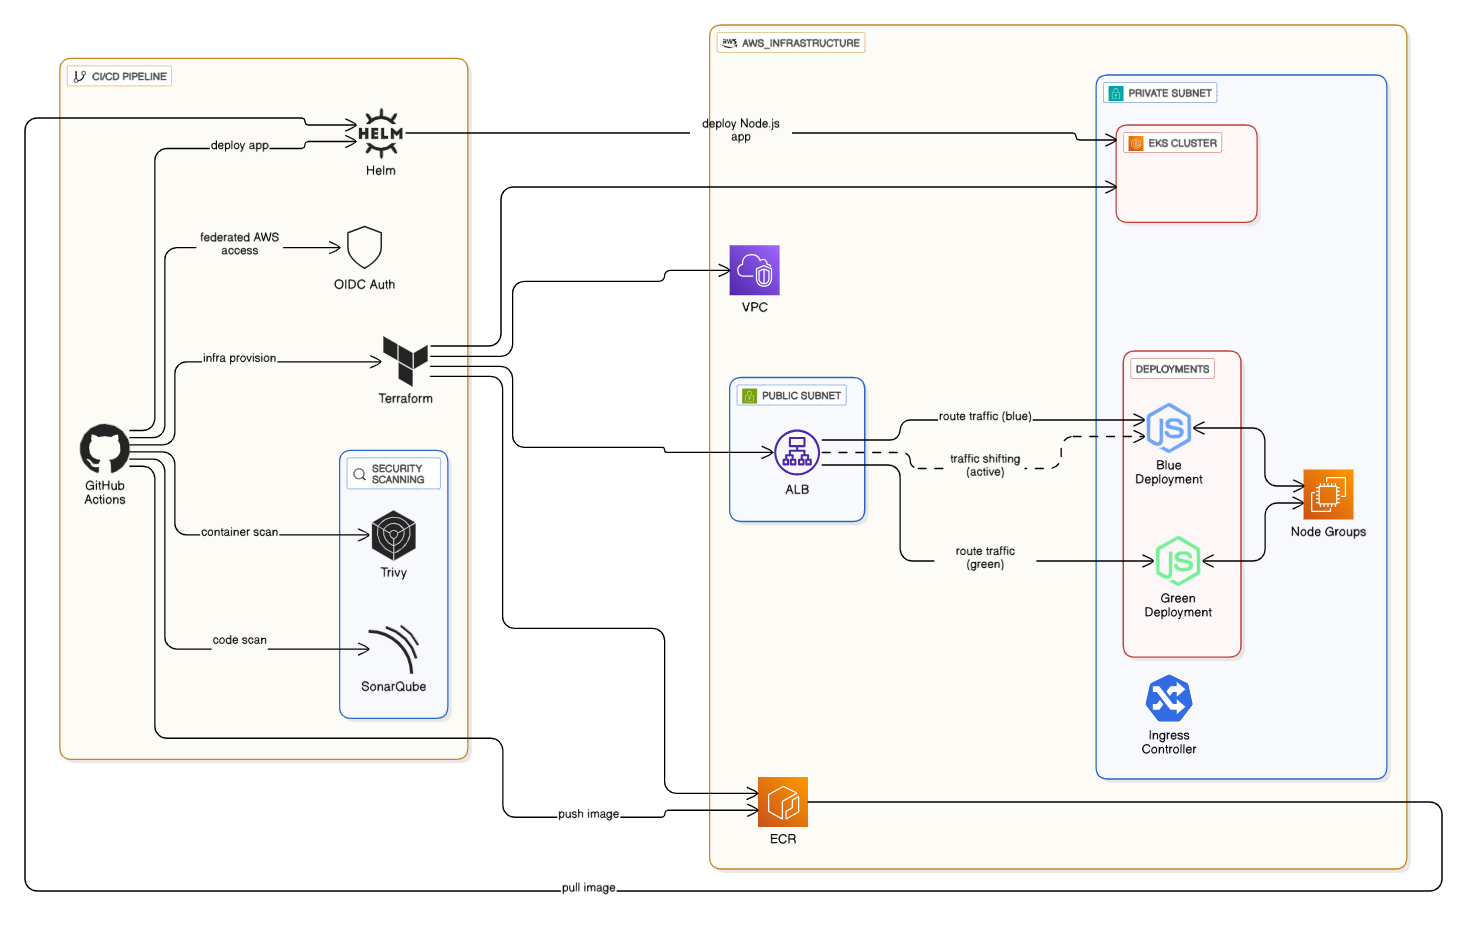 aws AWS_INFRASTRUCTURE
CI/CD PIPELINE
PRIVATE SUBNET
HELM
Helm
deploy app
deploy Node.js
app
EKS CLUSTER
federated AWS
access
OIDC Auth
VPC
infra provision
Terraform
PUBLIC SUBNET
ALB
route traffic (blue)
traffic shifting
(active)
route traffic
(green)
DEPLOYMENTS
JS
Blue
Deployment
JS
Green
Deployment
Node Groups
GitHub
Actions
SECURITY
SCANNING
container scan
Trivy
code scan
SonarQube
Ingress
Controller
push image
ECR
pull image